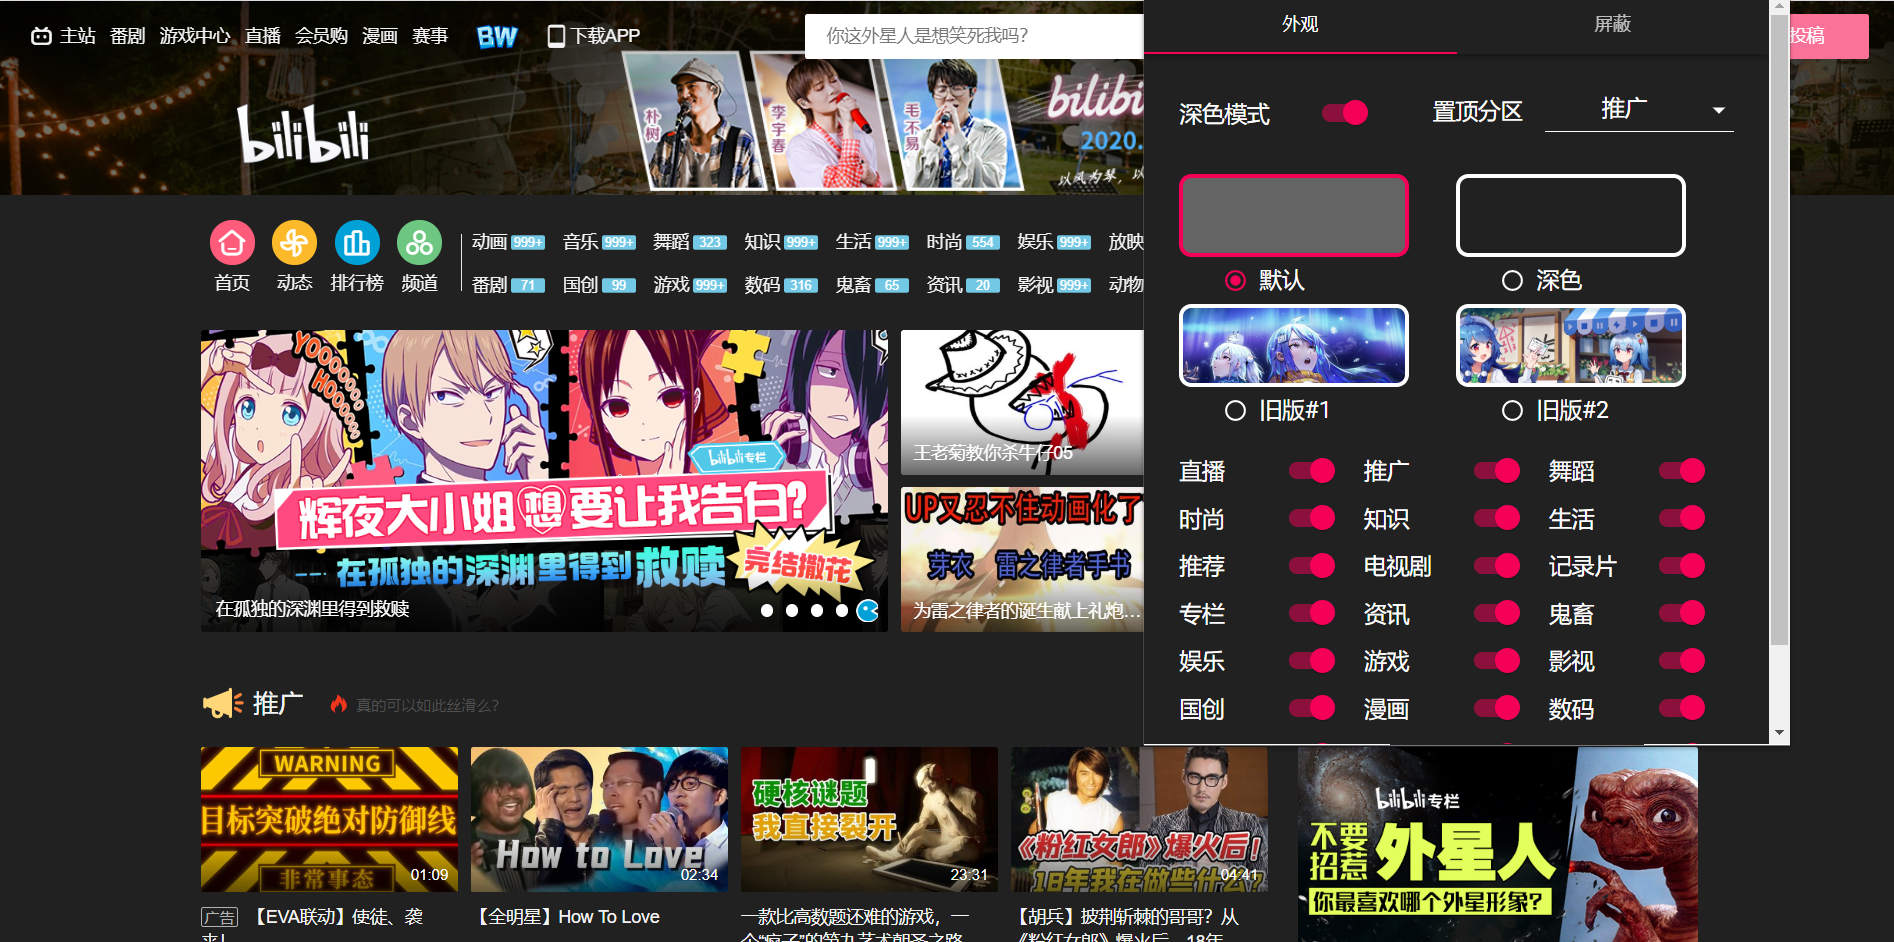 主站 番剧 游戏中心 直播 会员购 漫画 赛事 BW 下载APP
你这外星人是想笑死我吗?
投稿
bilibili
朴树
李宇春
毛不易
2020.
以凤为琴，以
首页 动态 排行榜 频道
动画 999+ 音乐 999+ 舞蹈 323 知识 999+ 生活 999+ 时尚 554 娱乐 999+ 放映
番剧 71 国创 99 游戏 999+ 数码 316 鬼畜 65 资讯 20 影视 999+ 动物
YOOOOO
HOOOOO
bilibili专栏
辉夜大小姐想要让我告白?
在孤独的深渊里得到救赎
完结撒花
在孤独的深渊里得到救赎
王老菊教你杀牛仔05
UP又忍不住动画化了
芽衣 雷之律者手书
为雷之律者的诞生献上礼炮...
外观 屏蔽
深色模式 置顶分区 推广
默认 深色
旧版#1 旧版#2
直播 推广 舞蹈
时尚 知识 生活
推荐 电视剧 记录片
专栏 资讯 鬼畜
娱乐 游戏 影视
国创 漫画 数码
推广 真的可以如此丝滑么?
WARNING
目标突破绝对防御线
非常事态
01:09
How to Love
02:34
硬核谜题
我直接裂开
23:31
《粉红女郎》爆火后!
18年我在做些什么?
04:41
bilibili专栏
不要招惹 外星人
你最喜欢哪个外星形象?
广告 【EVA联动】使徒、袭
来!
【全明星】How To Love
一款比高数题还难的游戏，一
个“疯子”的第九艺术朝圣之路
【胡兵】披荆斩棘的哥哥？从
《粉红女郎》爆火后，18年